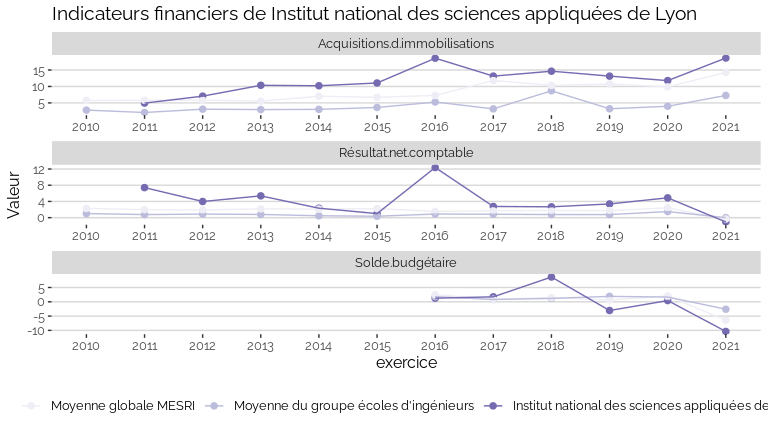 Indicateurs financiers de Institut national des sciences appliquées de Lyon
Acquisitions.d.immobilisations
15
10
5
2010 2011 2012 2013 2014 2015 2016 2017 2018 2019 2020 2021
Résultat.net.comptable
12
8
4
0
2010 2011 2012 2013 2014 2015 2016 2017 2018 2019 2020 2021
Valeur
Solde.budgétaire
5
0
-5
-10
2010 2011 2012 2013 2014 2015 2016 2017 2018 2019 2020 2021
exercice
Moyenne globale MESRI Moyenne du groupe écoles d'ingénieurs Institut national des sciences appliquées de